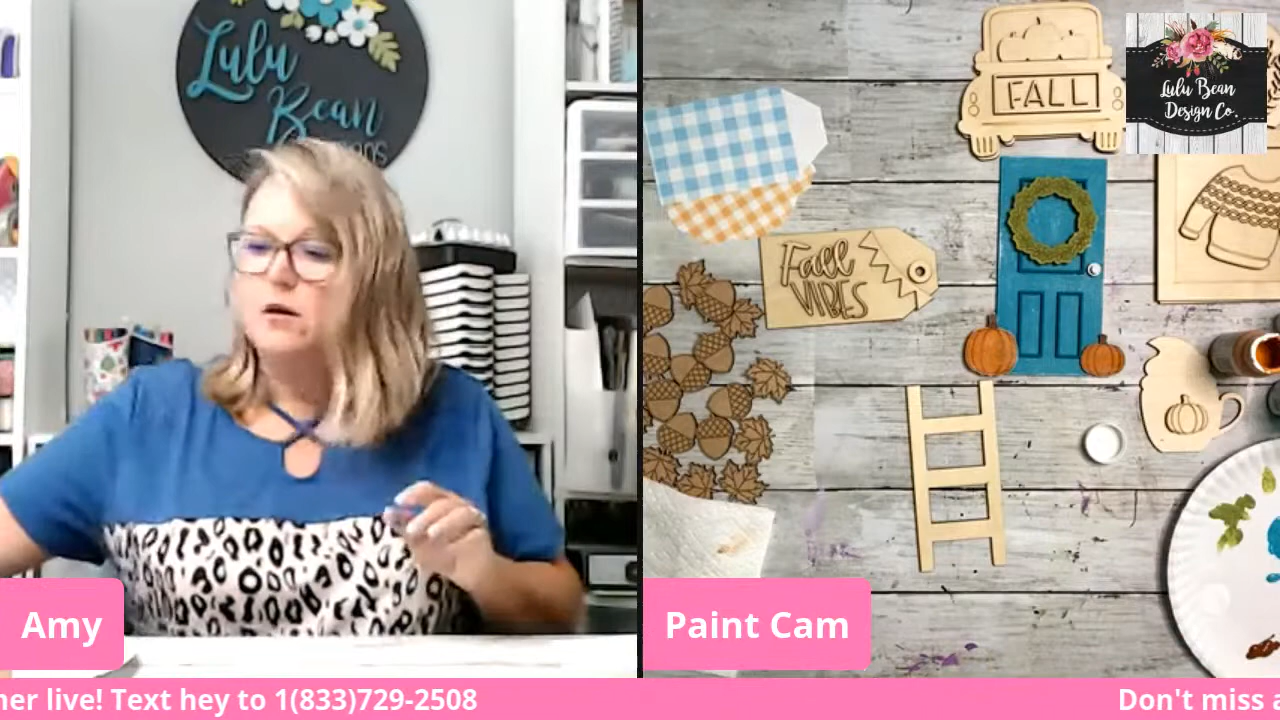 Lulu
Bean
FALL
Lulu Bean
Design Co.
Fall
VIBES
Amy
Paint Cam
her live! Text hey to 1(833)729-2508
Don't miss a